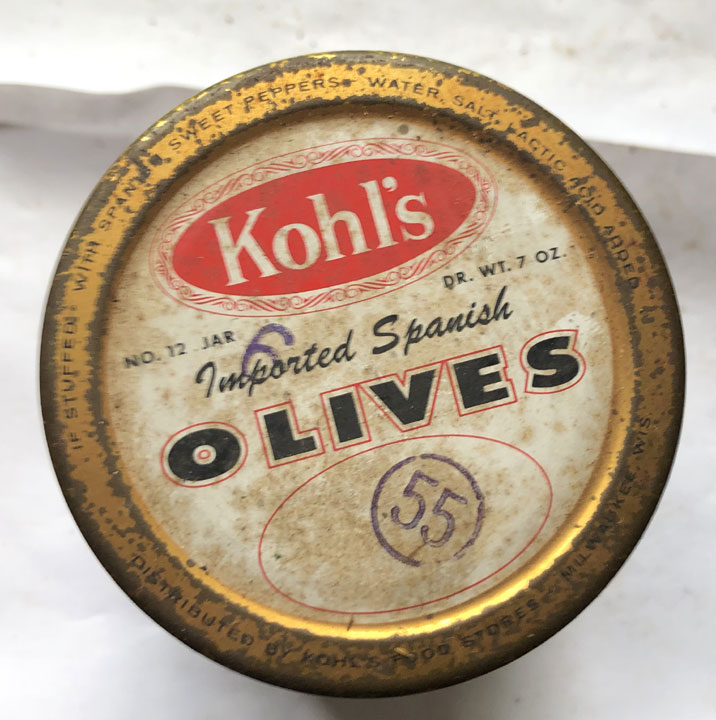 IF STUFFED: WITH SPANISH SWEET PEPPERS - WATER, SALT, LACTIC ACID ADDED
Kohl's
NO. 12 JAR
DR. WT. 7 OZ.
6
Imported Spanish
OLIVES
55
DISTRIBUTED BY KOHL'S FOOD STORES - MILWAUKEE, WIS.